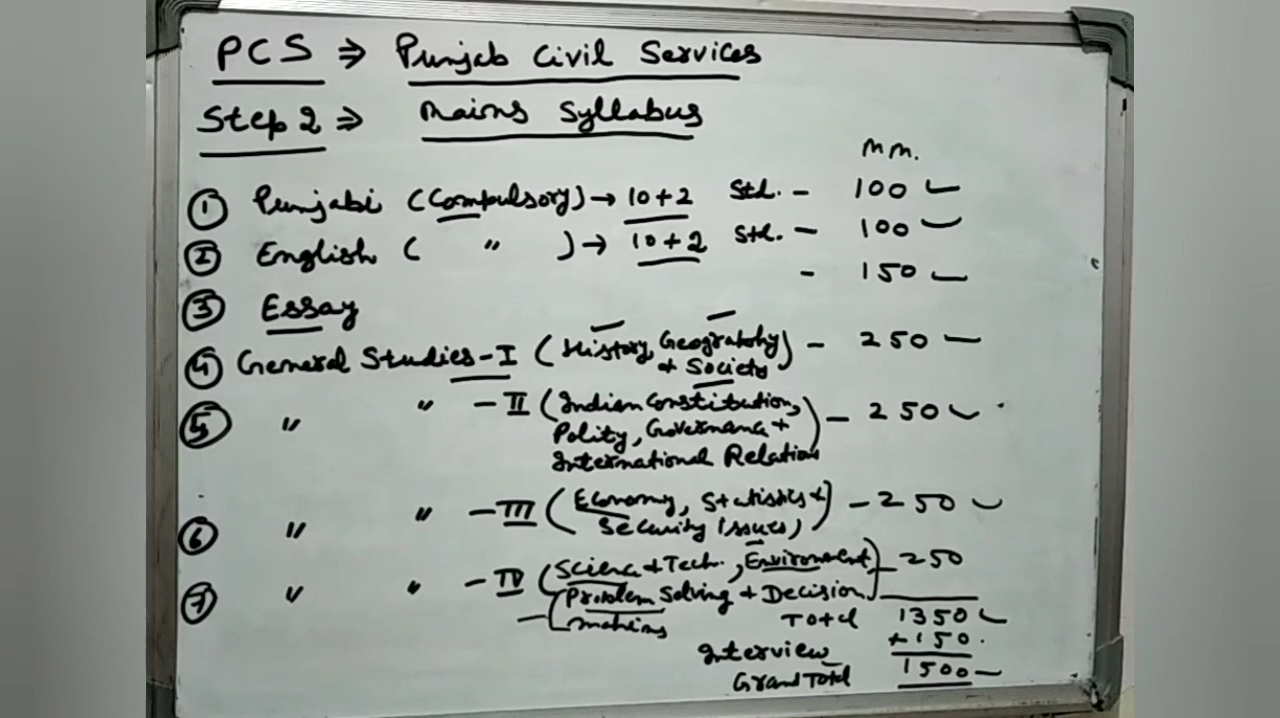 PCS ⇒ Punjab Civil Services
Step 2 ⇒ Mains Syllabus
M M.
① Punjabi (Compulsory) → 10+2 Std. - 100
② English ( " ) → 10+2 Std. - 100
③ Essay - 150
④ General Studies - I (History, Geography + Society) - 250
⑤ " " - II (Indian Constitution,
Polity, Governance +
International Relation) - 250
⑥ " " - III (Economy, Statistics +
Security Issues) - 250
⑦ " " - IV (Science + Tech., Environment, - 250
Problem Solving + Decision
making)
Total 1350
Interview +150.
Grand Total 1500